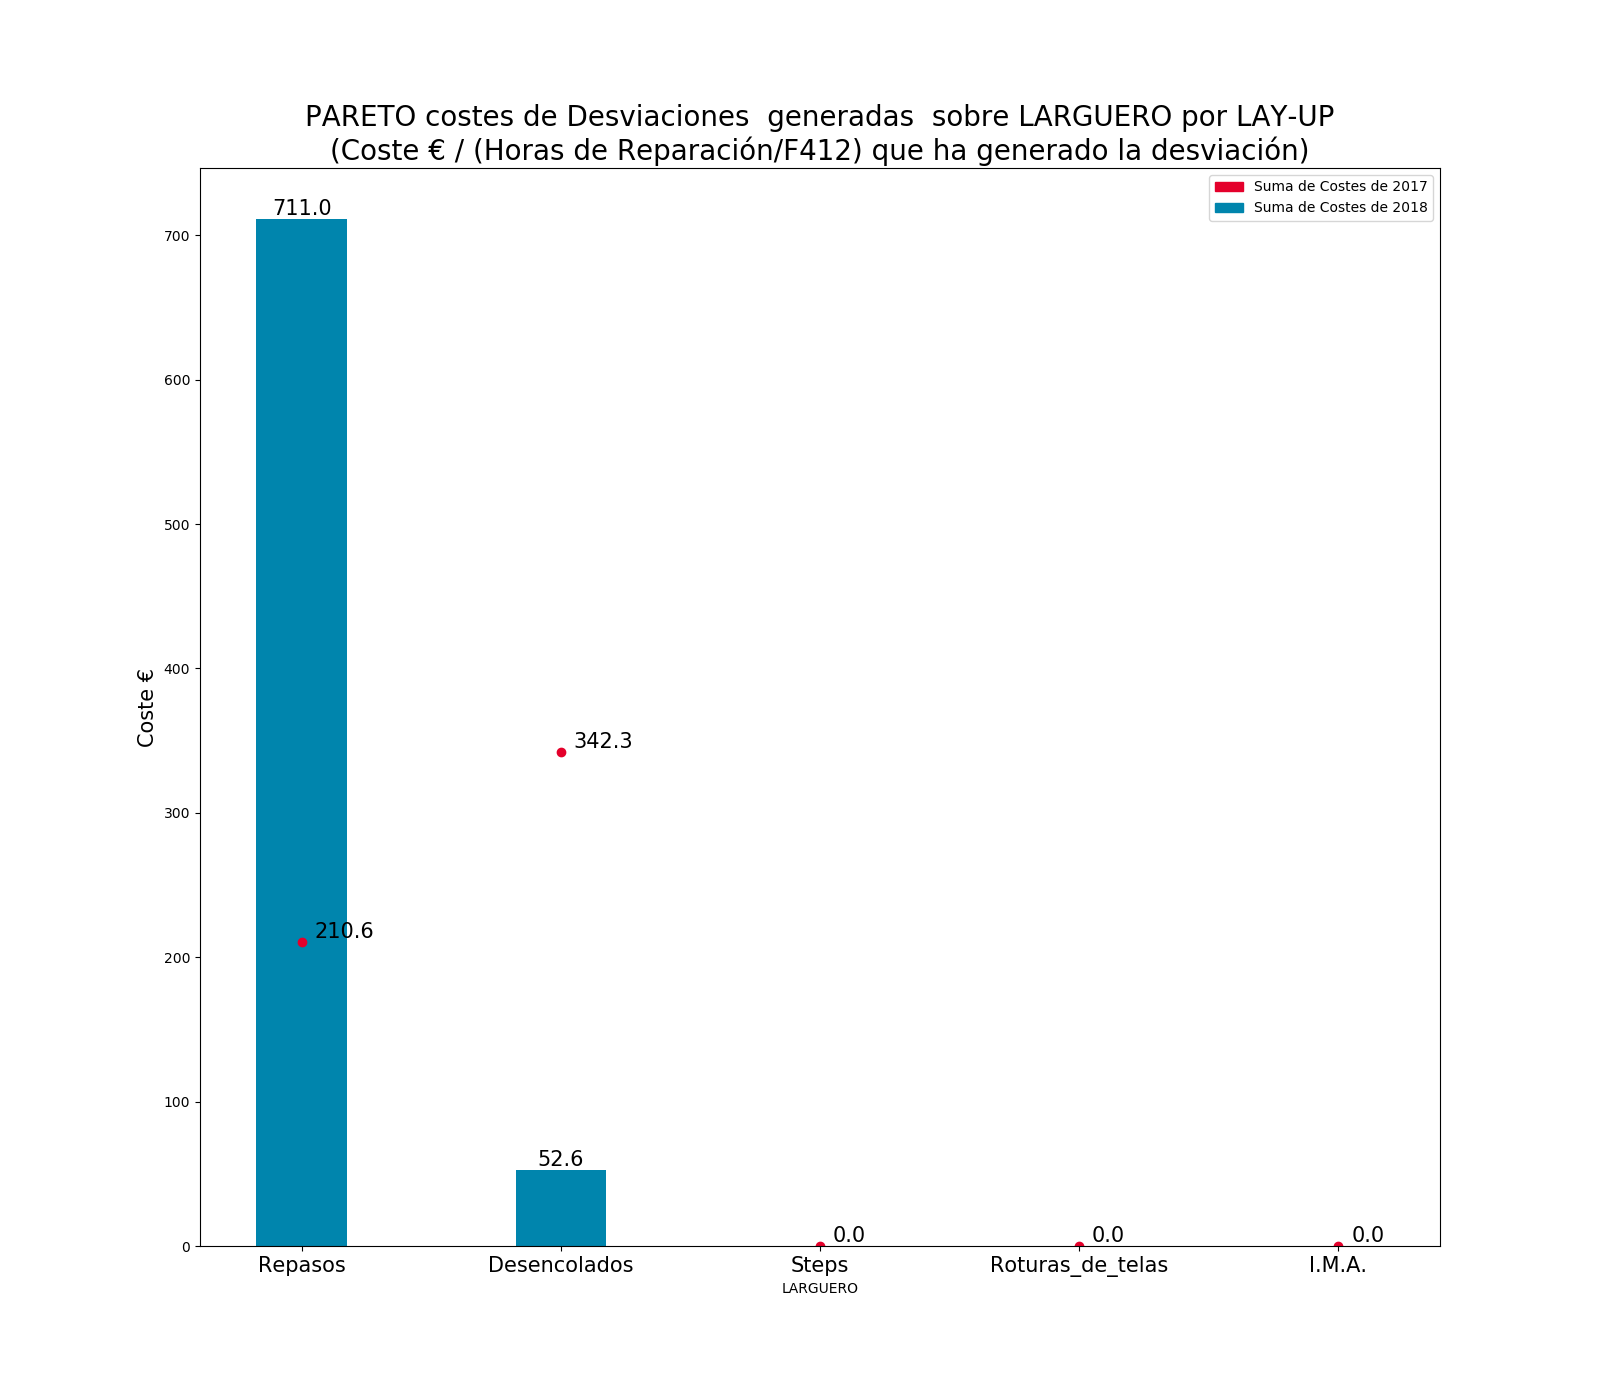 PARETO costes de Desviaciones  generadas  sobre LARGUERO por LAY-UP
(Coste € / (Horas de Reparación/F412) que ha generado la desviación)
Suma de Costes de 2017
Suma de Costes de 2018
711.0
700
600
500
400
342.3
300
210.6
200
100
52.6
0.0
0.0
0.0
0
Coste €
Repasos
Desencolados
Steps
Roturas_de_telas
I.M.A.
LARGUERO